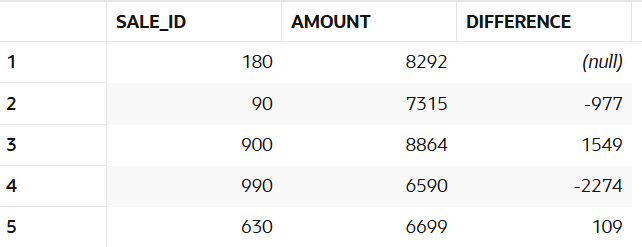 SALE_ID AMOUNT DIFFERENCE
1 180 8292 (null)
2 90 7315 -977
3 900 8864 1549
4 990 6590 -2274
5 630 6699 109